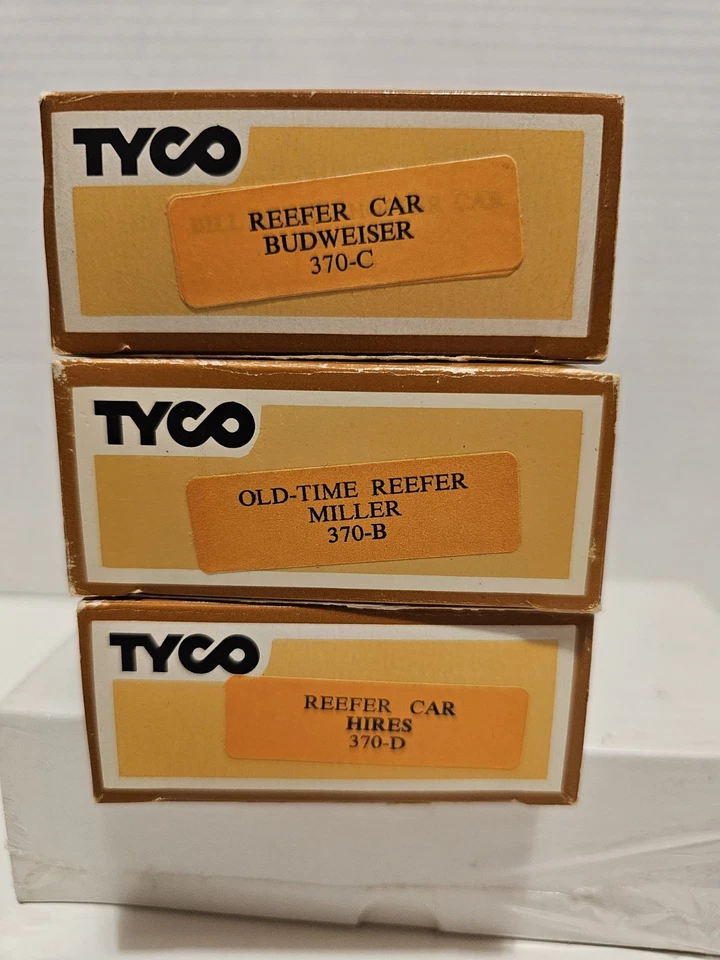 TYCO
REEFER CAR
BUDWEISER
370-C
TYCO
OLD-TIME REEFER
MILLER
370-B
TYCO
REEFER CAR
HIRES
370-D